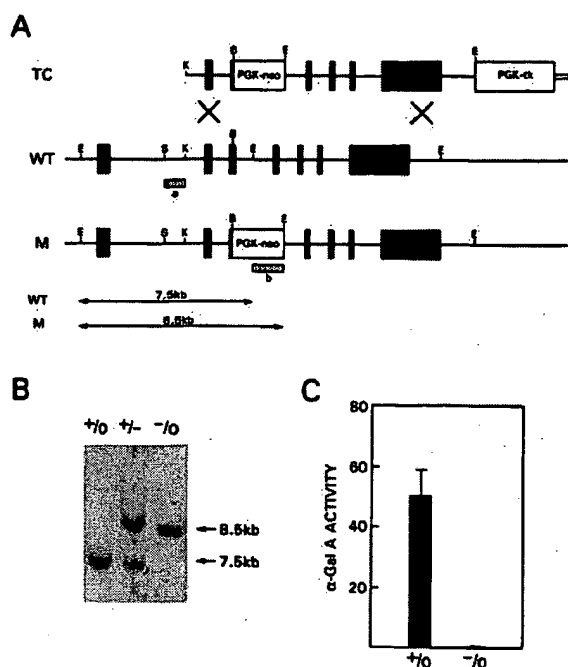 A
TC
K B E E
PGK-neo PGK-tk
WT
E S K B E E
a
M
E S K B E E
PGK-neo
b
WT 7.5kb
M 8.5kb
B
+/o +/- -/o
8.5kb
7.5kb
C
α-Gal A ACTIVITY
80
60
40
20
+/o -/o